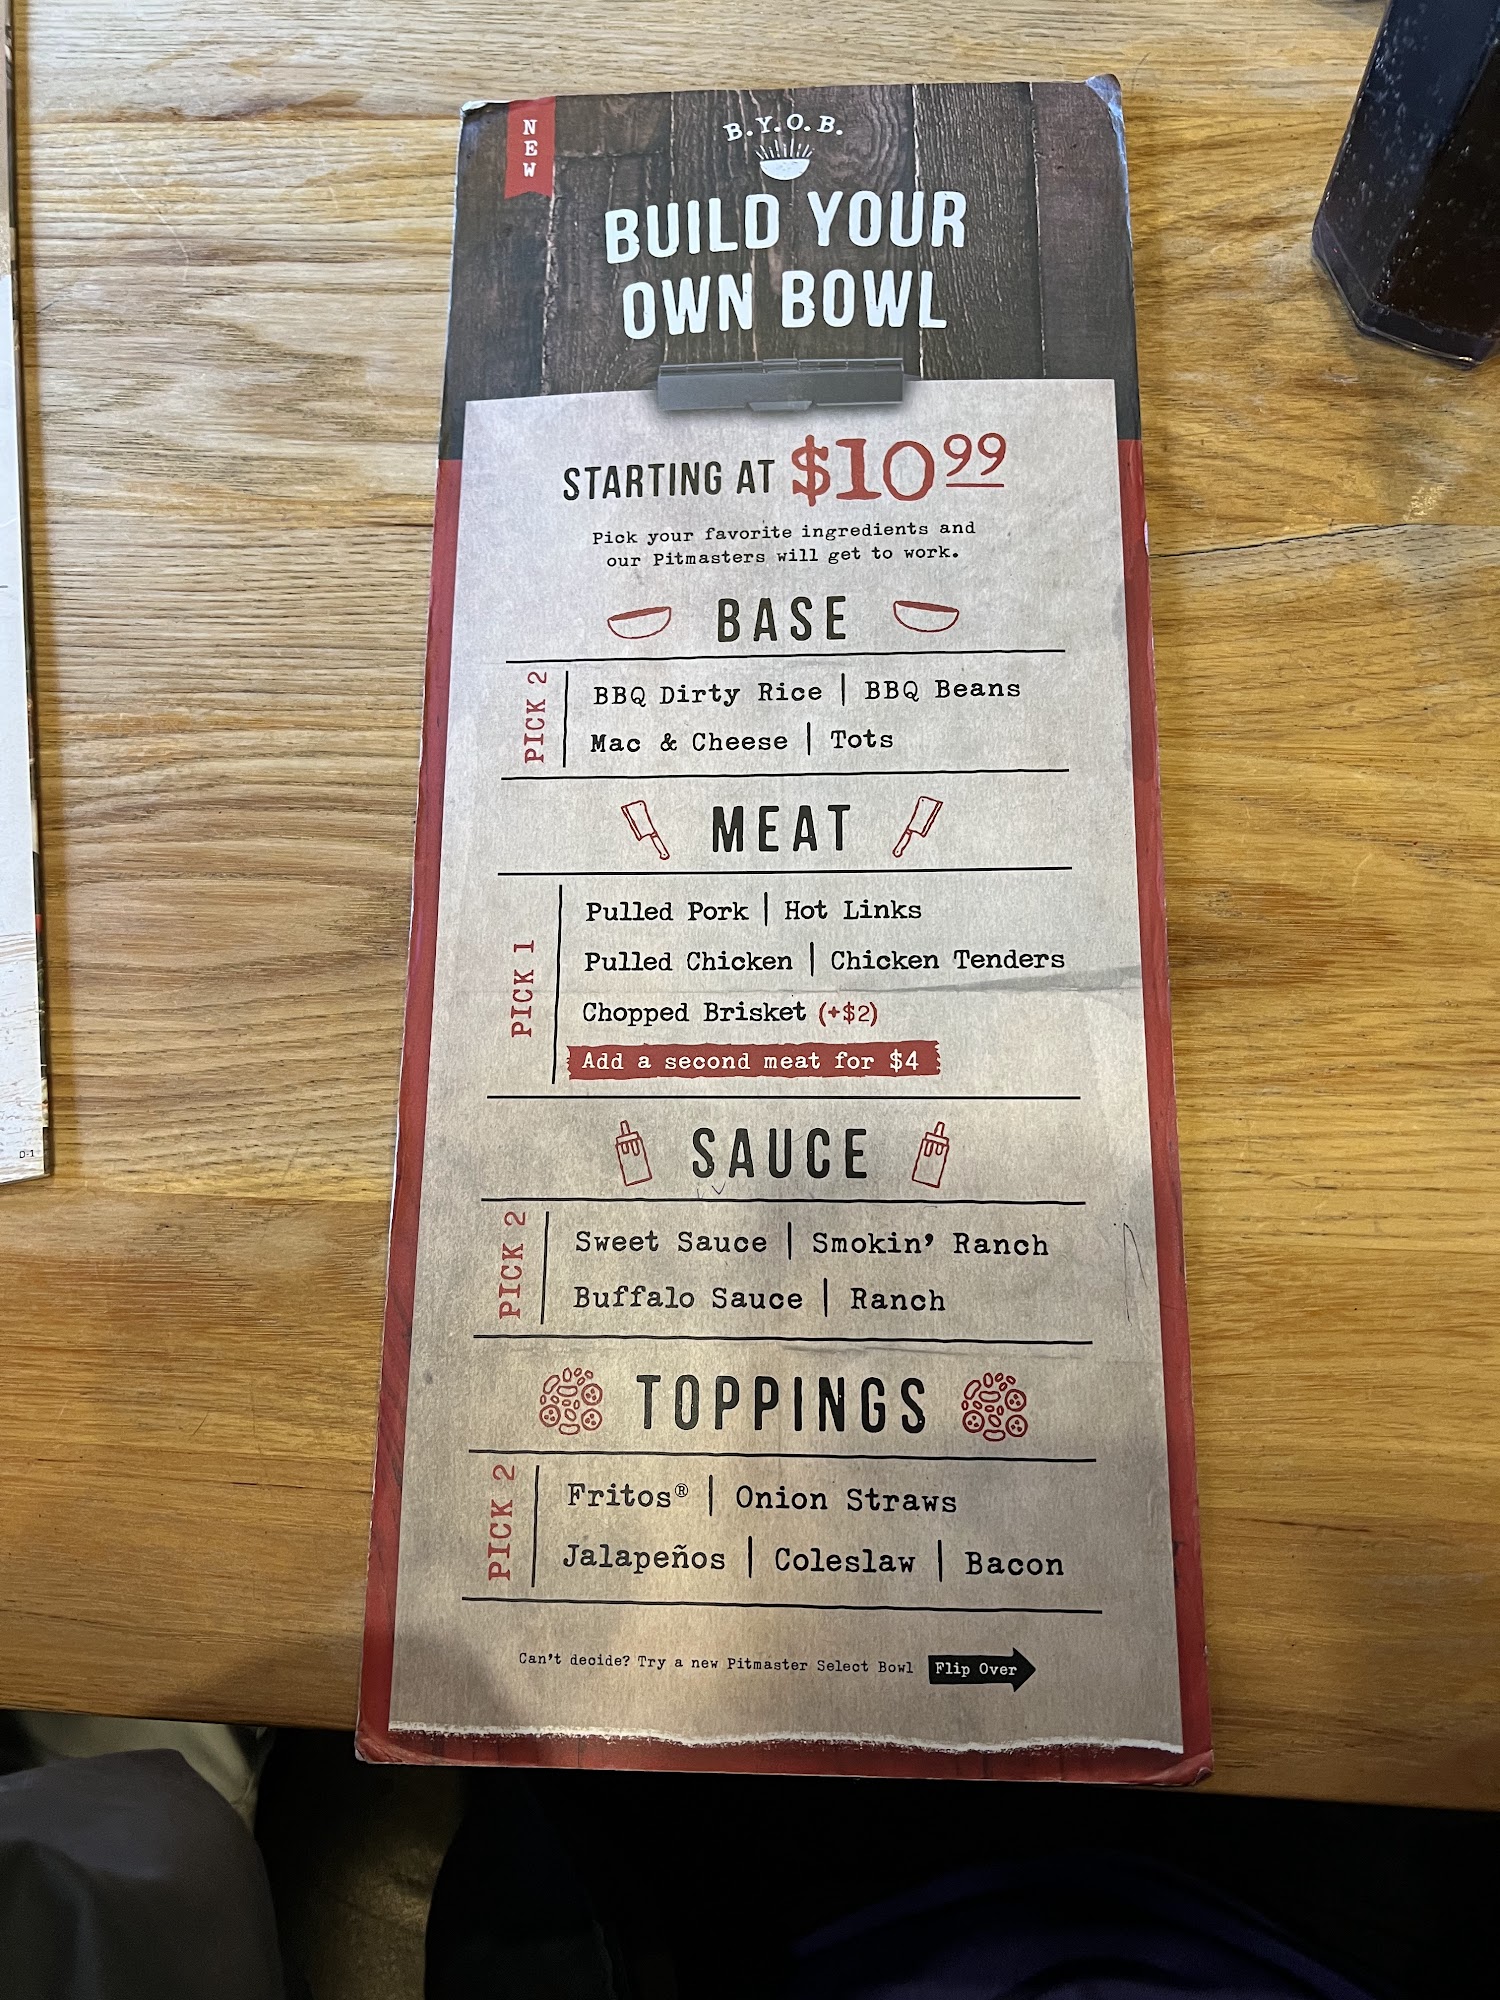 NEW
B.Y.O.B.
BUILD YOUR
OWN BOWL
STARTING AT $10.99
Pick your favorite ingredients and
our Pitmasters will get to work.
BASE
PICK 2
BBQ Dirty Rice | BBQ Beans
Mac & Cheese | Tots
MEAT
PICK 1
Pulled Pork | Hot Links
Pulled Chicken | Chicken Tenders
Chopped Brisket (+$2)
Add a second meat for $4
SAUCE
PICK 2
Sweet Sauce | Smokin' Ranch
Buffalo Sauce | Ranch
TOPPINGS
PICK 2
Fritos® | Onion Straws
Jalapeños | Coleslaw | Bacon
Can't decide? Try a new Pitmaster Select Bowl Flip Over
D-1